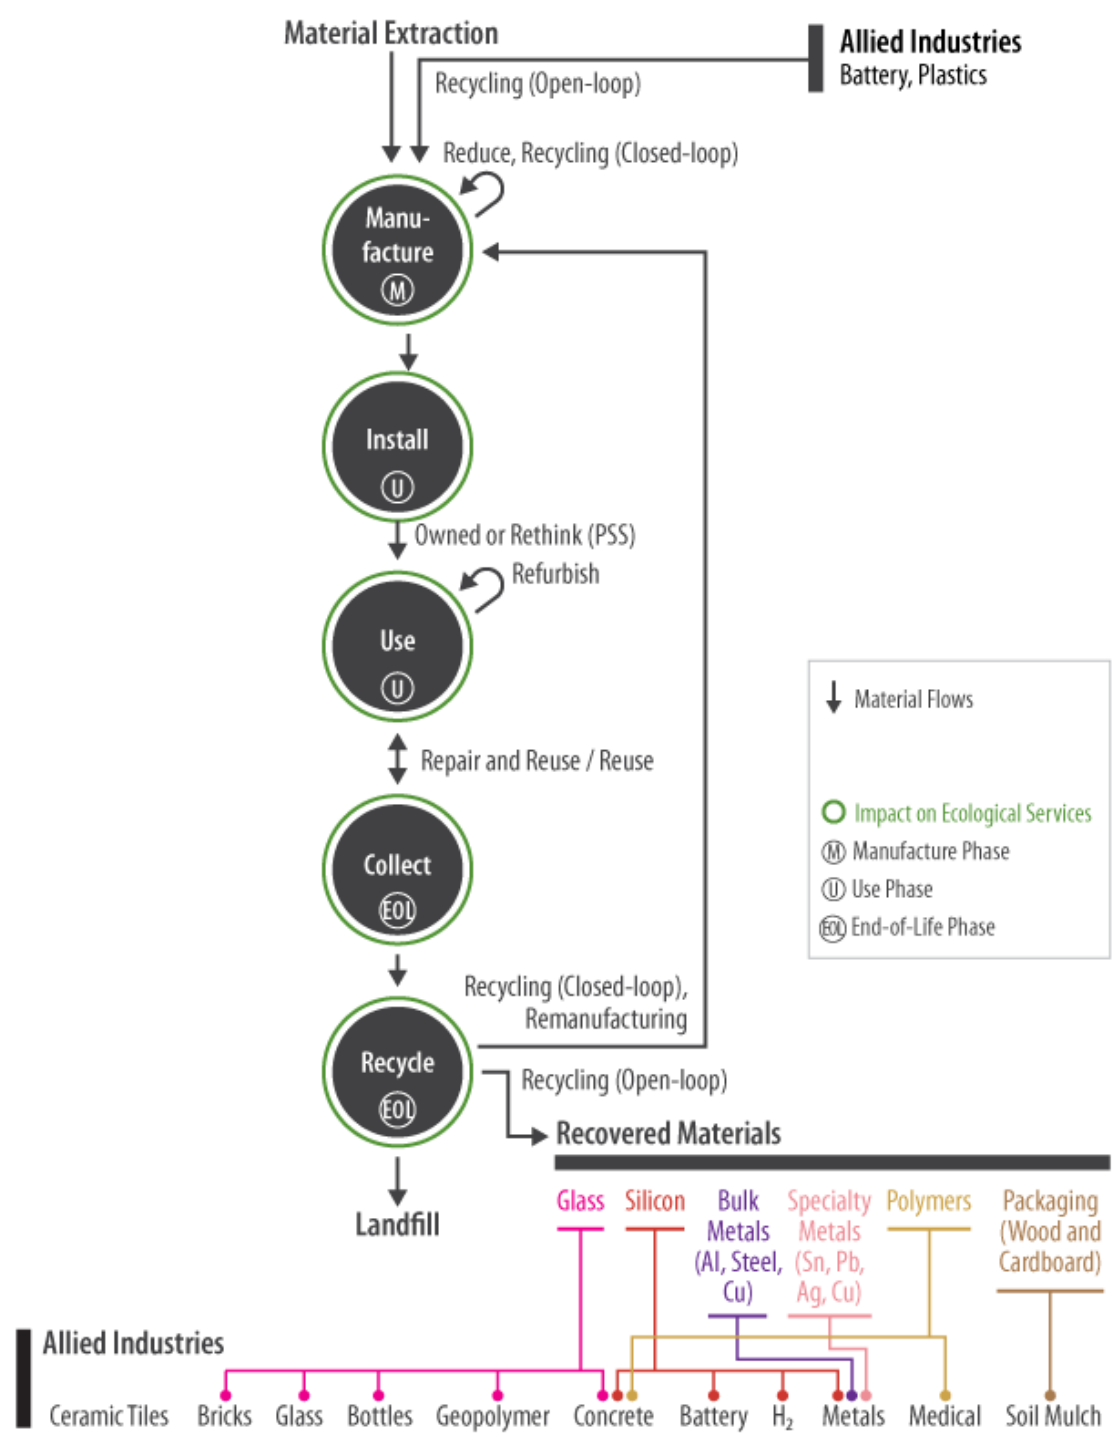 Material Extraction
Allied Industries
Battery, Plastics
Recycling (Open-loop)
Reduce, Recycling (Closed-loop)
Manu-
facture
M
Install
U
Owned or Rethink (PSS)
Refurbish
Use
U
Repair and Reuse / Reuse
Material Flows
Impact on Ecological Services
M Manufacture Phase
U Use Phase
EOL End-of-Life Phase
Collect
EOL
Recycling (Closed-loop),
Remanufacturing
Recycle
EOL
Recycling (Open-loop)
Recovered Materials
Landfill
Glass
Silicon
Bulk
Metals
(Al, Steel,
Cu)
Specialty
Metals
(Sn, Pb,
Ag, Cu)
Polymers
Packaging
(Wood and
Cardboard)
Allied Industries
Ceramic Tiles Bricks Glass Bottles Geopolymer Concrete Battery H₂ Metals Medical Soil Mulch